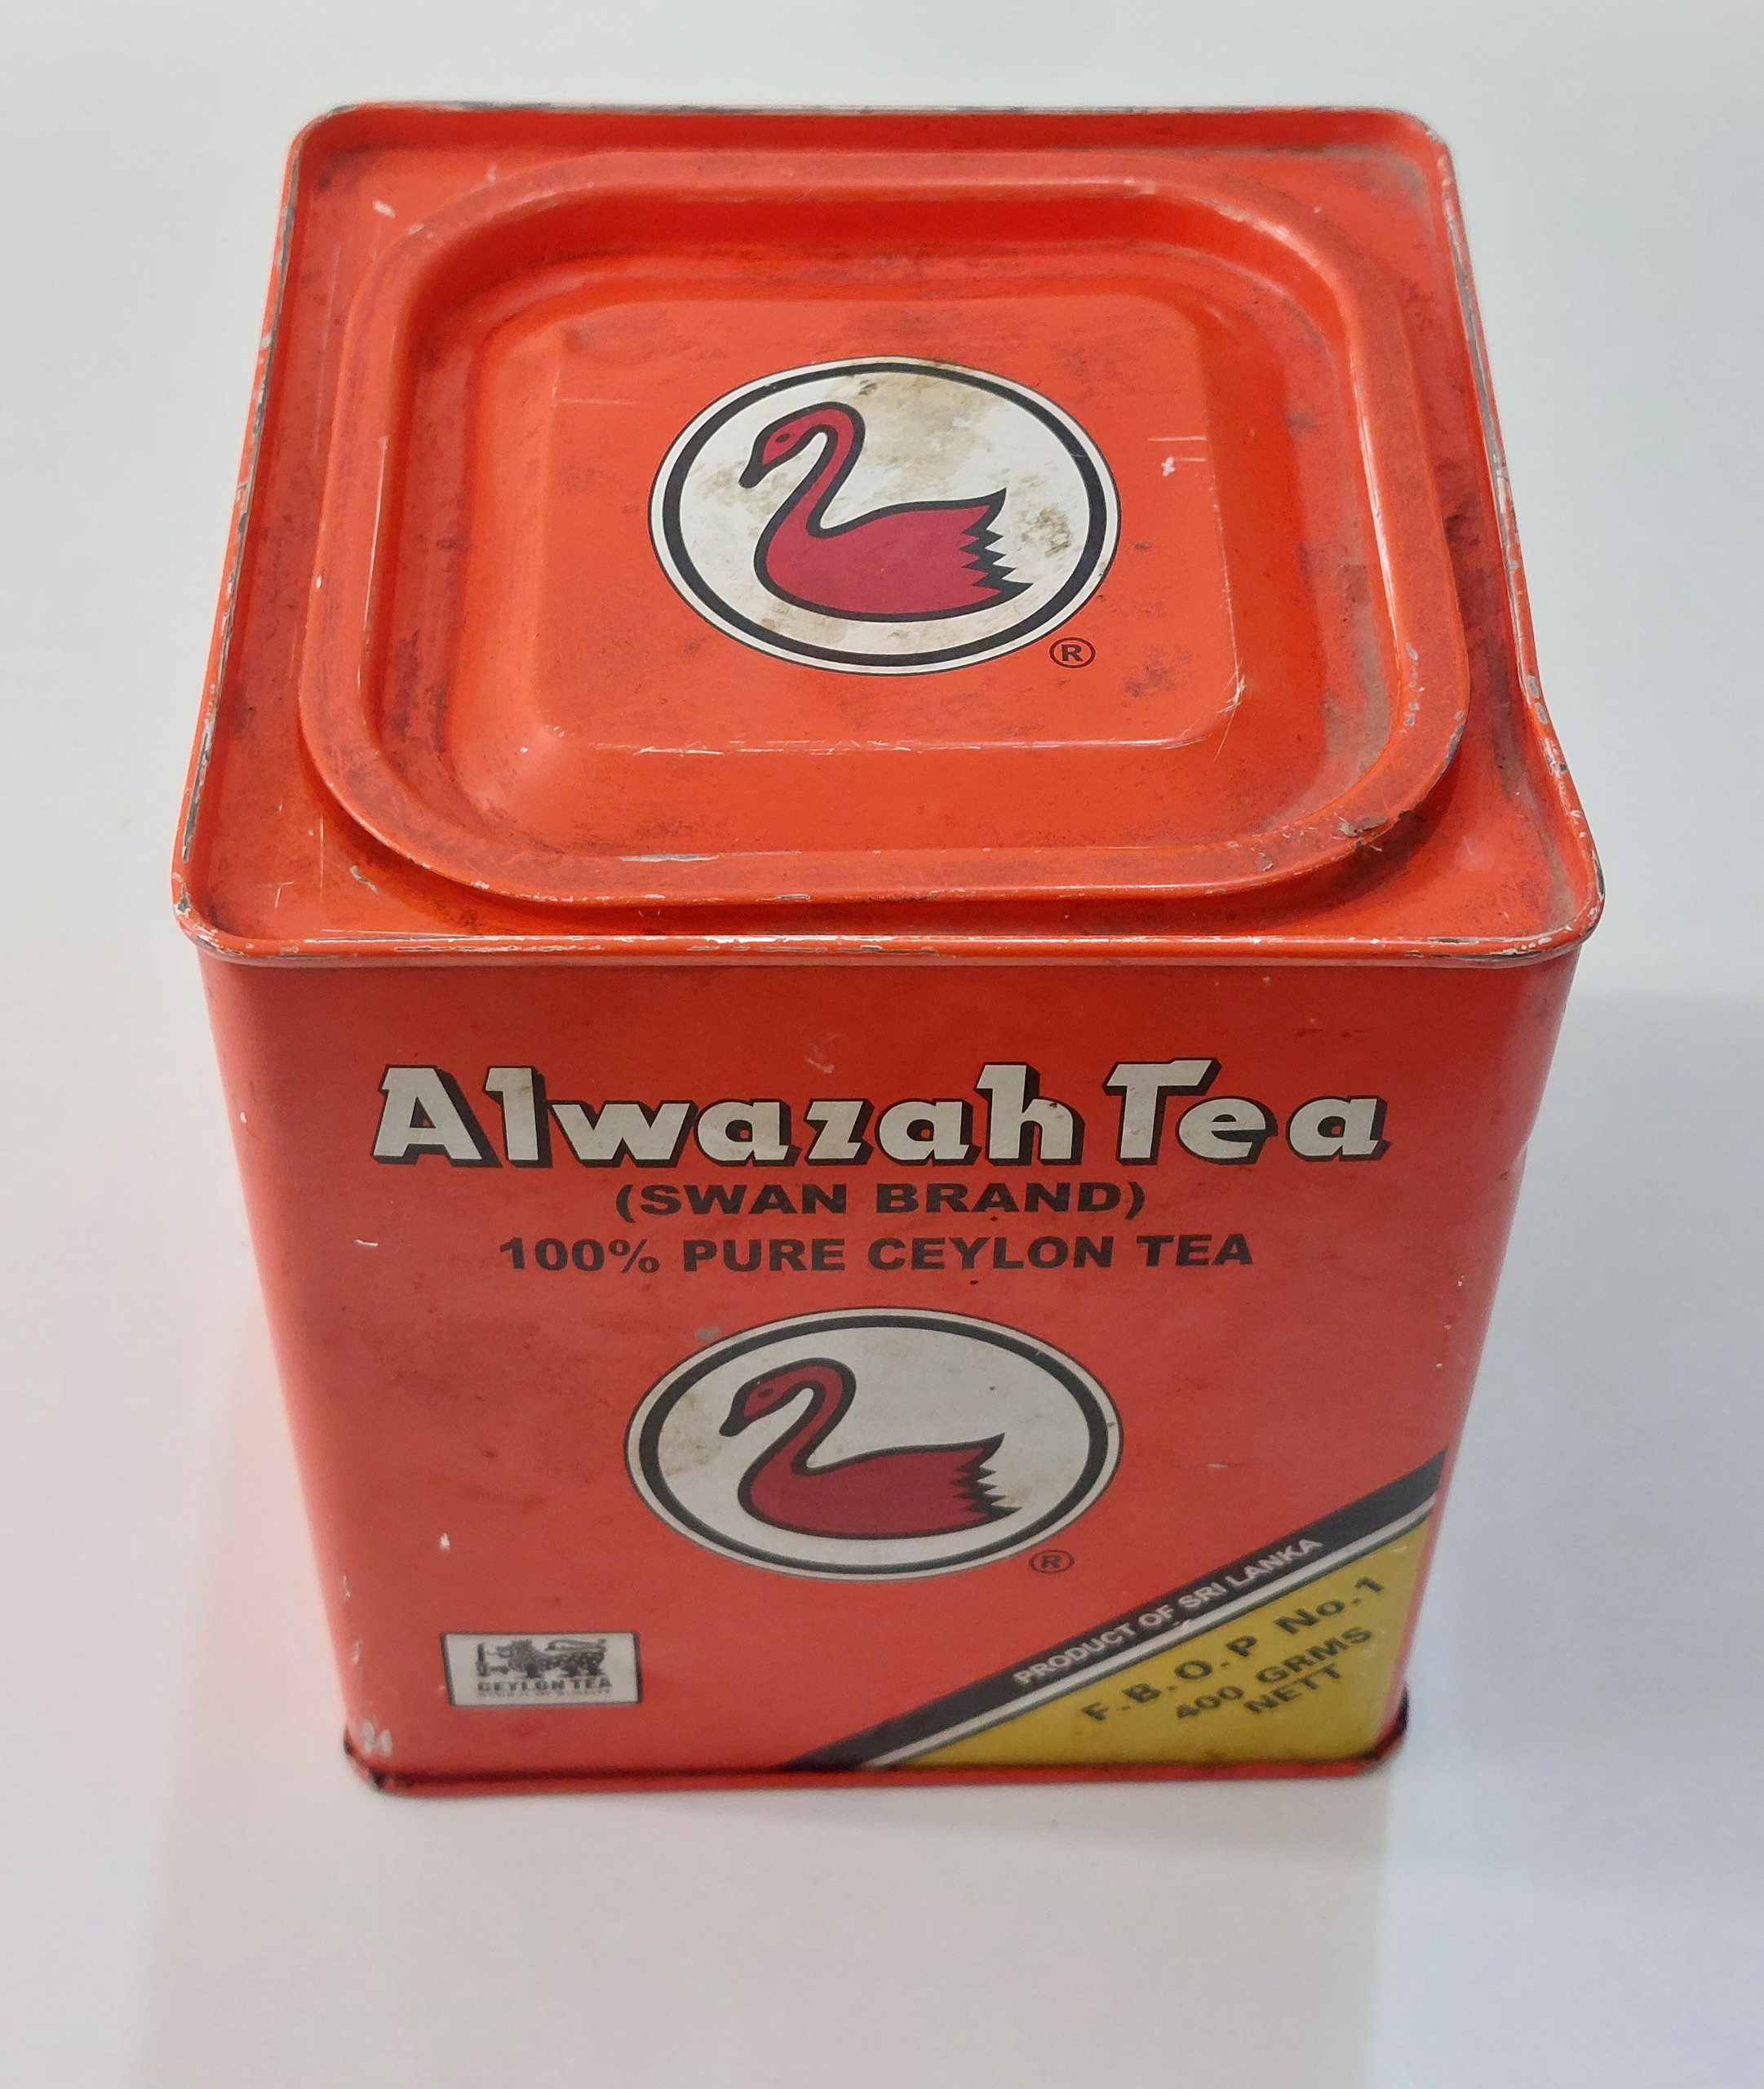 ®
Alwazah Tea
(SWAN BRAND)
100% PURE CEYLON TEA
®
PRODUCT OF SRI LANKA
F.B.O.P No.1
400 GRMS
NETT
CEYLON TEA